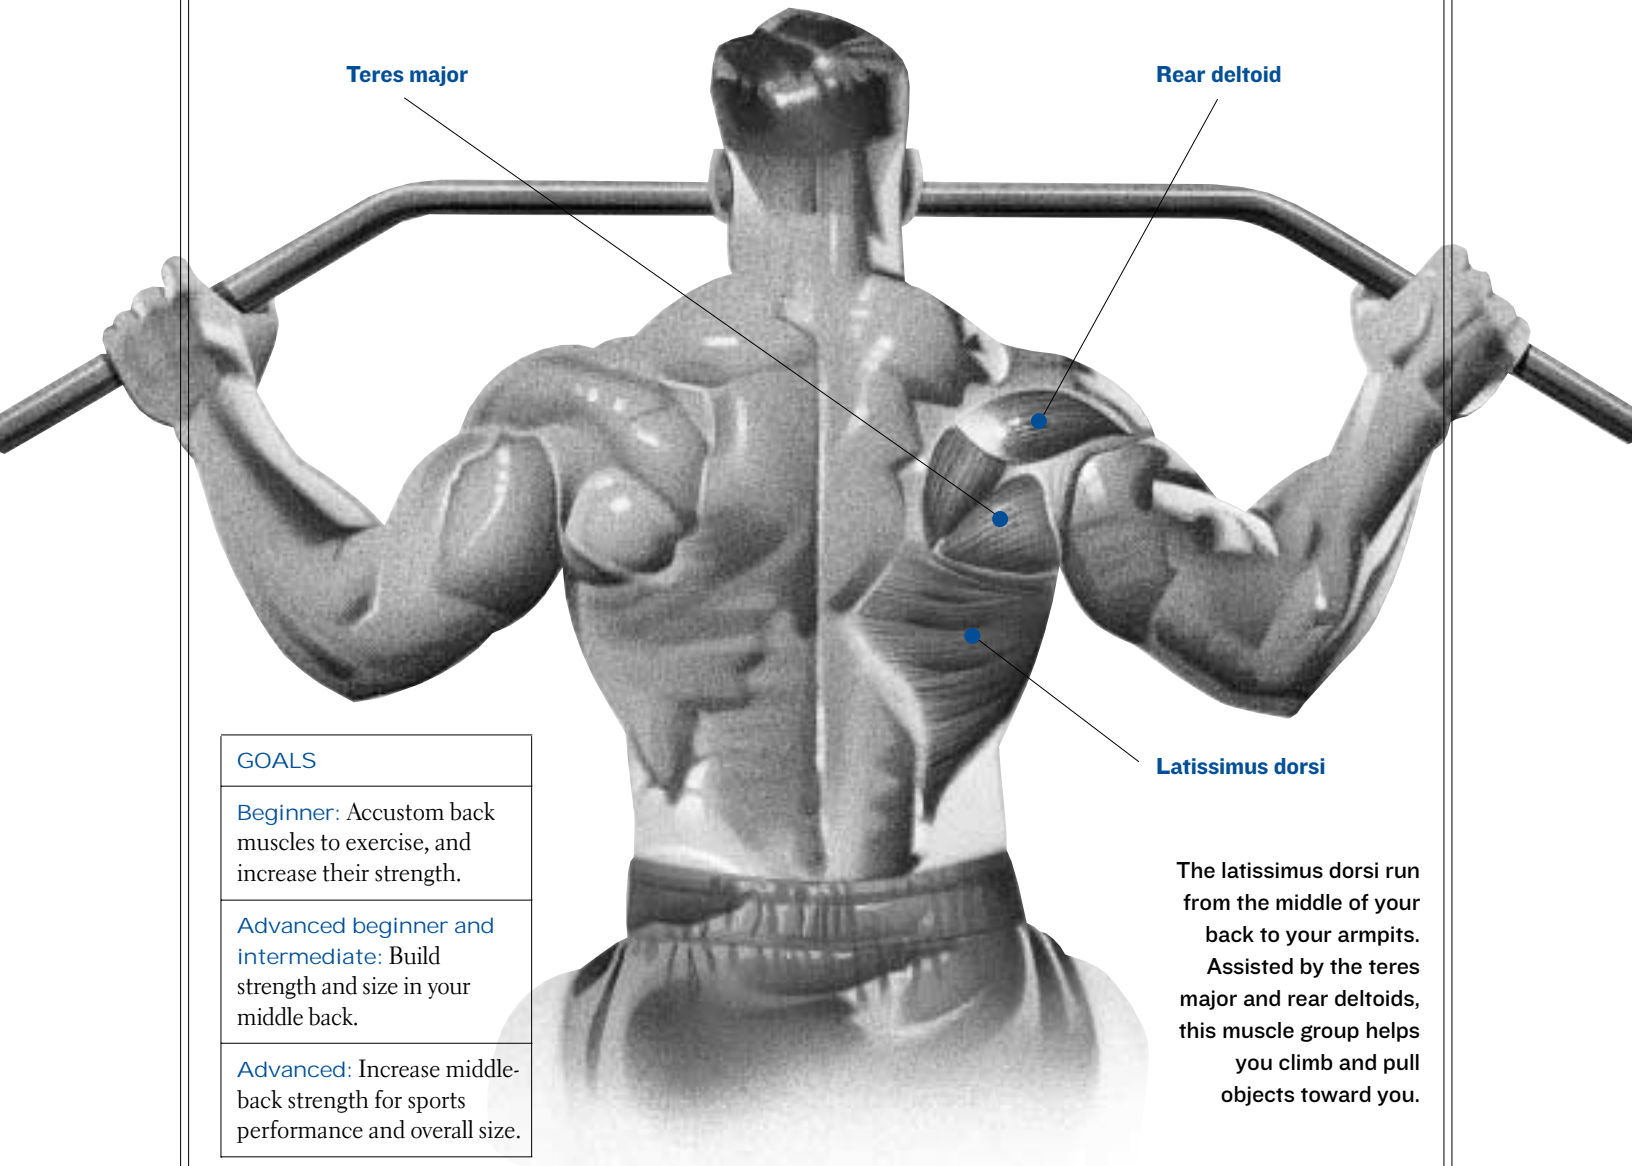 Teres major
Rear deltoid
Latissimus dorsi
GOALS
Beginner: Accustom back
muscles to exercise, and
increase their strength.
Advanced beginner and
intermediate: Build
strength and size in your
middle back.
Advanced: Increase middle-
back strength for sports
performance and overall size.
The latissimus dorsi run
from the middle of your
back to your armpits.
Assisted by the teres
major and rear deltoids,
this muscle group helps
you climb and pull
objects toward you.